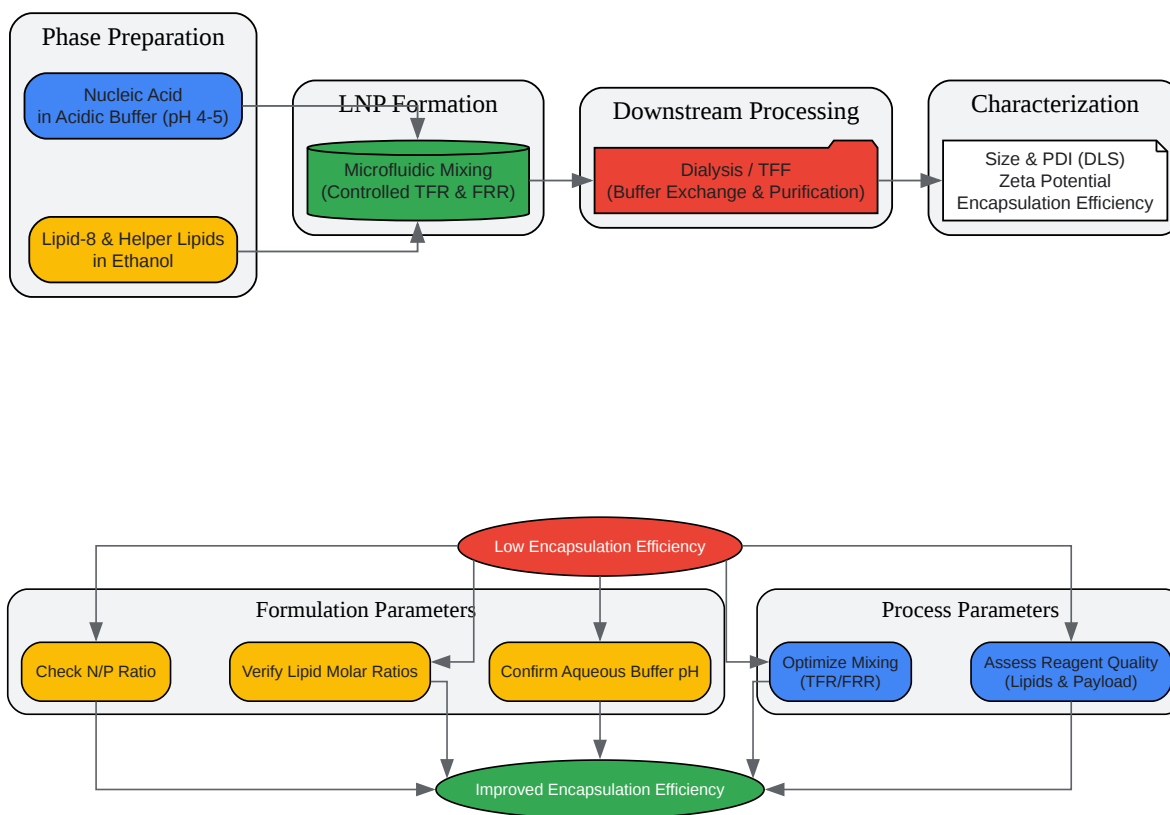 Phase Preparation
Nucleic Acid
in Acidic Buffer (pH 4-5)
Lipid-8 & Helper Lipids
in Ethanol
LNP Formation
Microfluidic Mixing
(Controlled TFR & FRR)
Downstream Processing
Dialysis / TFF
(Buffer Exchange & Purification)
Characterization
Size & PDI (DLS)
Zeta Potential
Encapsulation Efficiency
Low Encapsulation Efficiency
Formulation Parameters
Check N/P Ratio
Verify Lipid Molar Ratios
Confirm Aqueous Buffer pH
Process Parameters
Optimize Mixing
(TFR/FRR)
Assess Reagent Quality
(Lipids & Payload)
Improved Encapsulation Efficiency